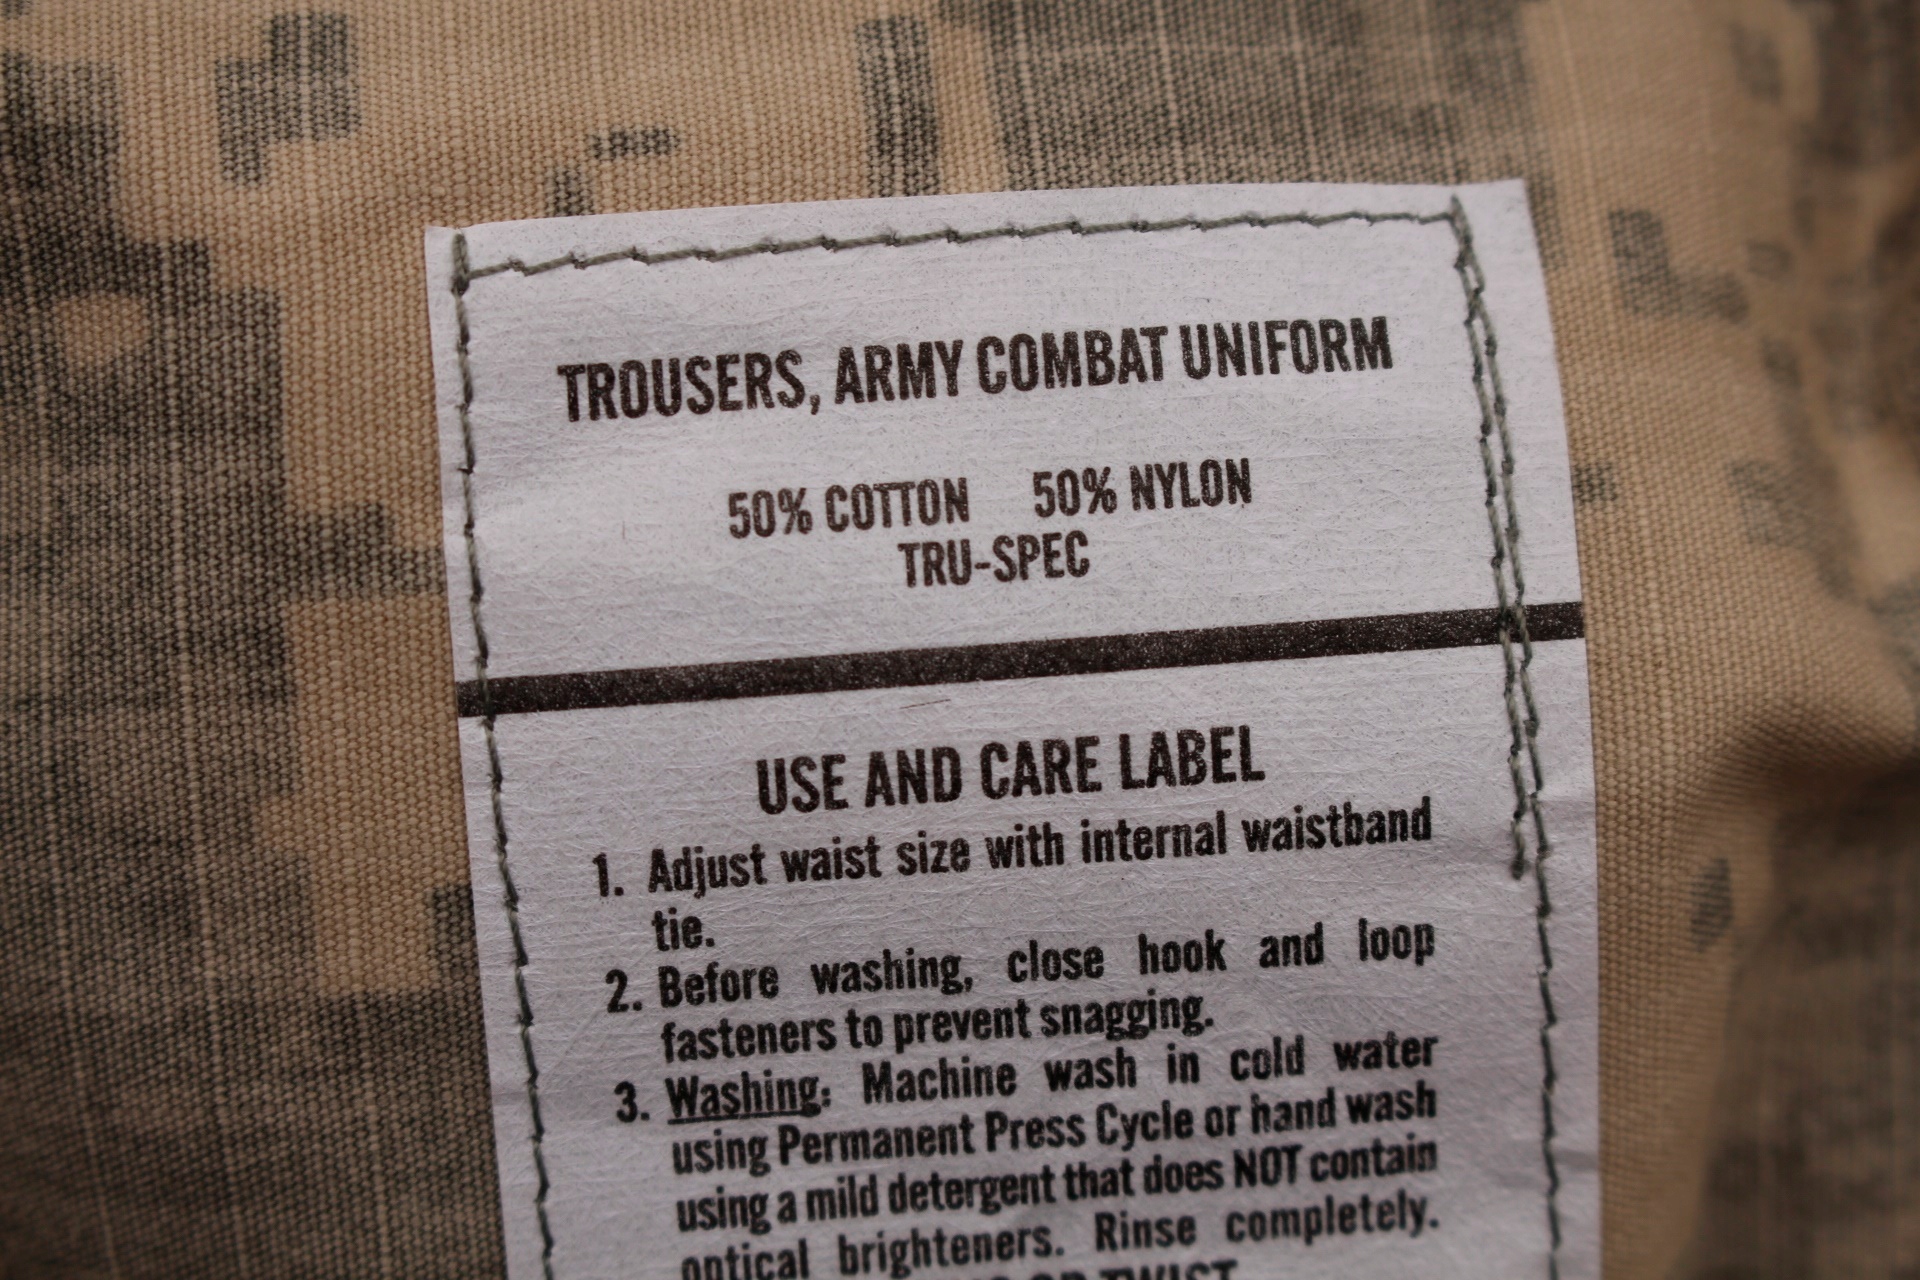 TROUSERS, ARMY COMBAT UNIFORM
50% COTTON 50% NYLON
TRU-SPEC
USE AND CARE LABEL
1. Adjust waist size with internal waistband
tie.
2. Before washing, close hook and loop
fasteners to prevent snagging.
3. Washing: Machine wash in cold water
using Permanent Press Cycle or hand wash
using a mild detergent that does NOT contain
optical brighteners. Rinse completely.
OR TWIST